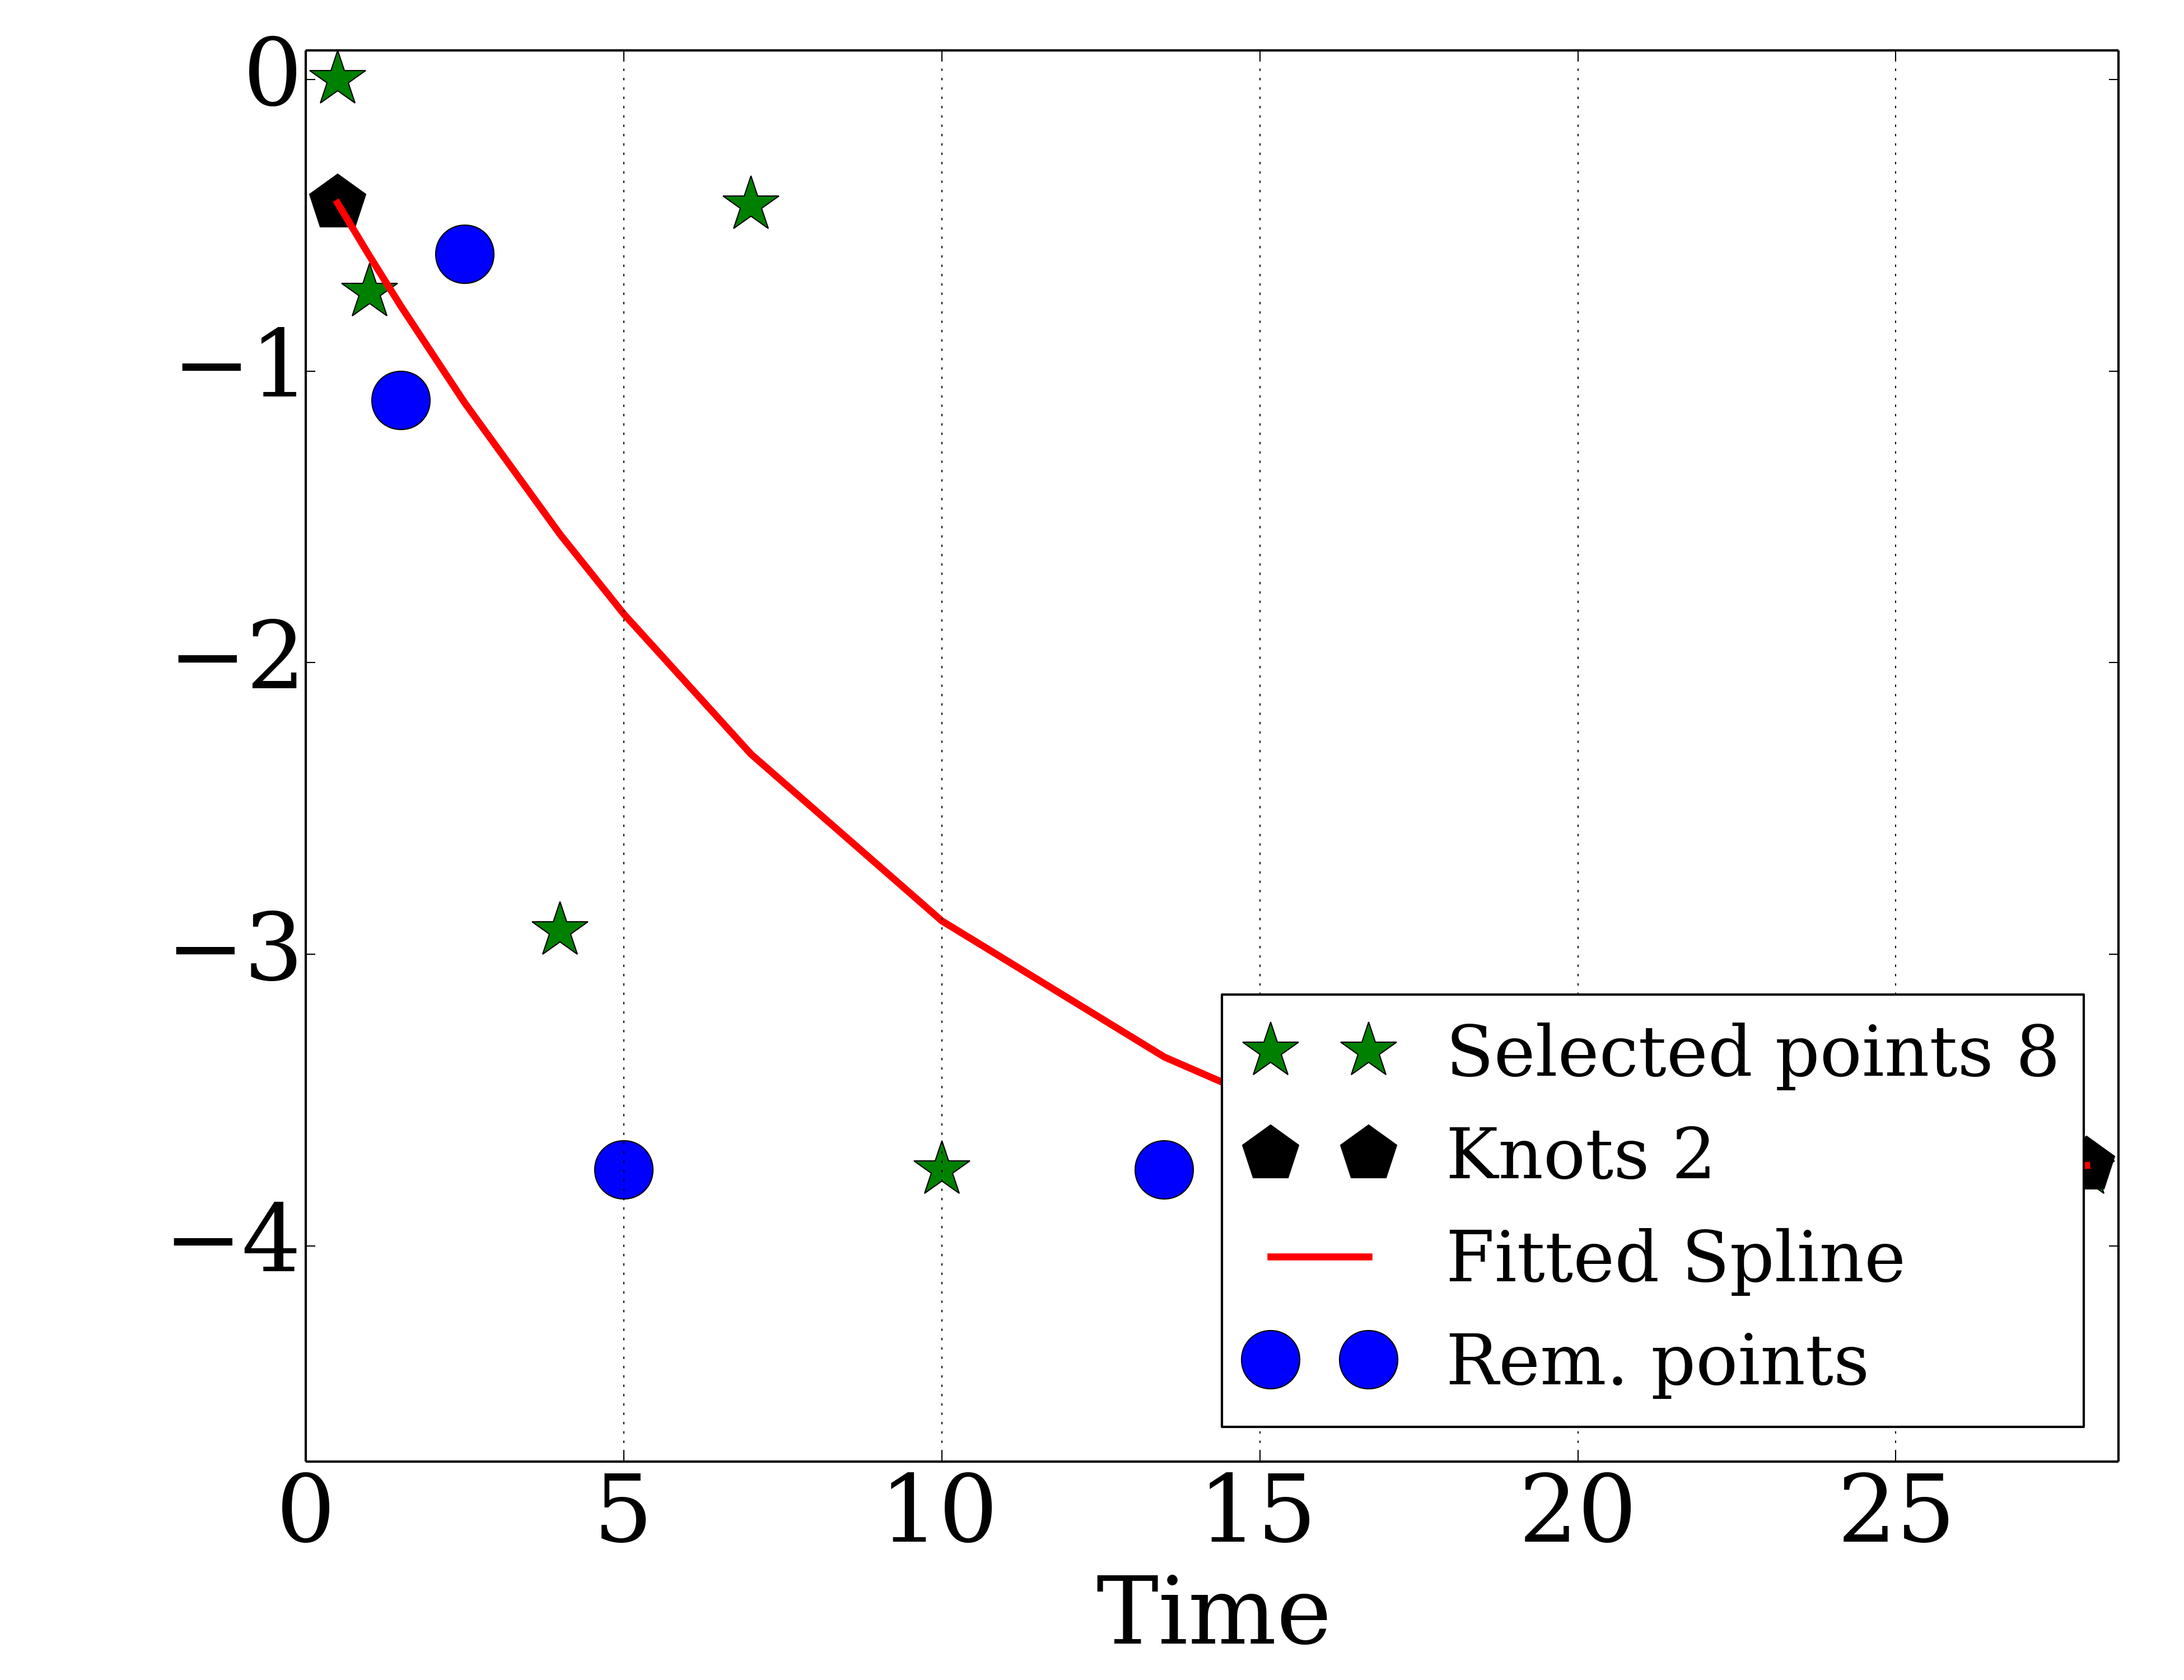 0
−1
−2
−3
−4
Selected points 8
Knots 2
Fitted Spline
Rem. points
0 5 10 15 20 25
Time